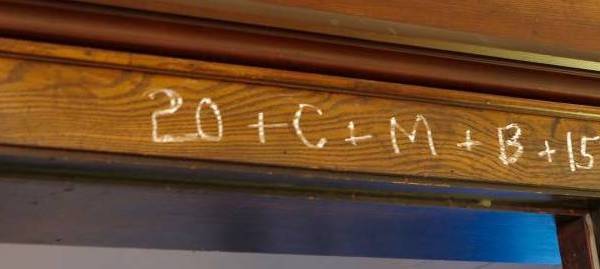 20 + C + M + B + 15